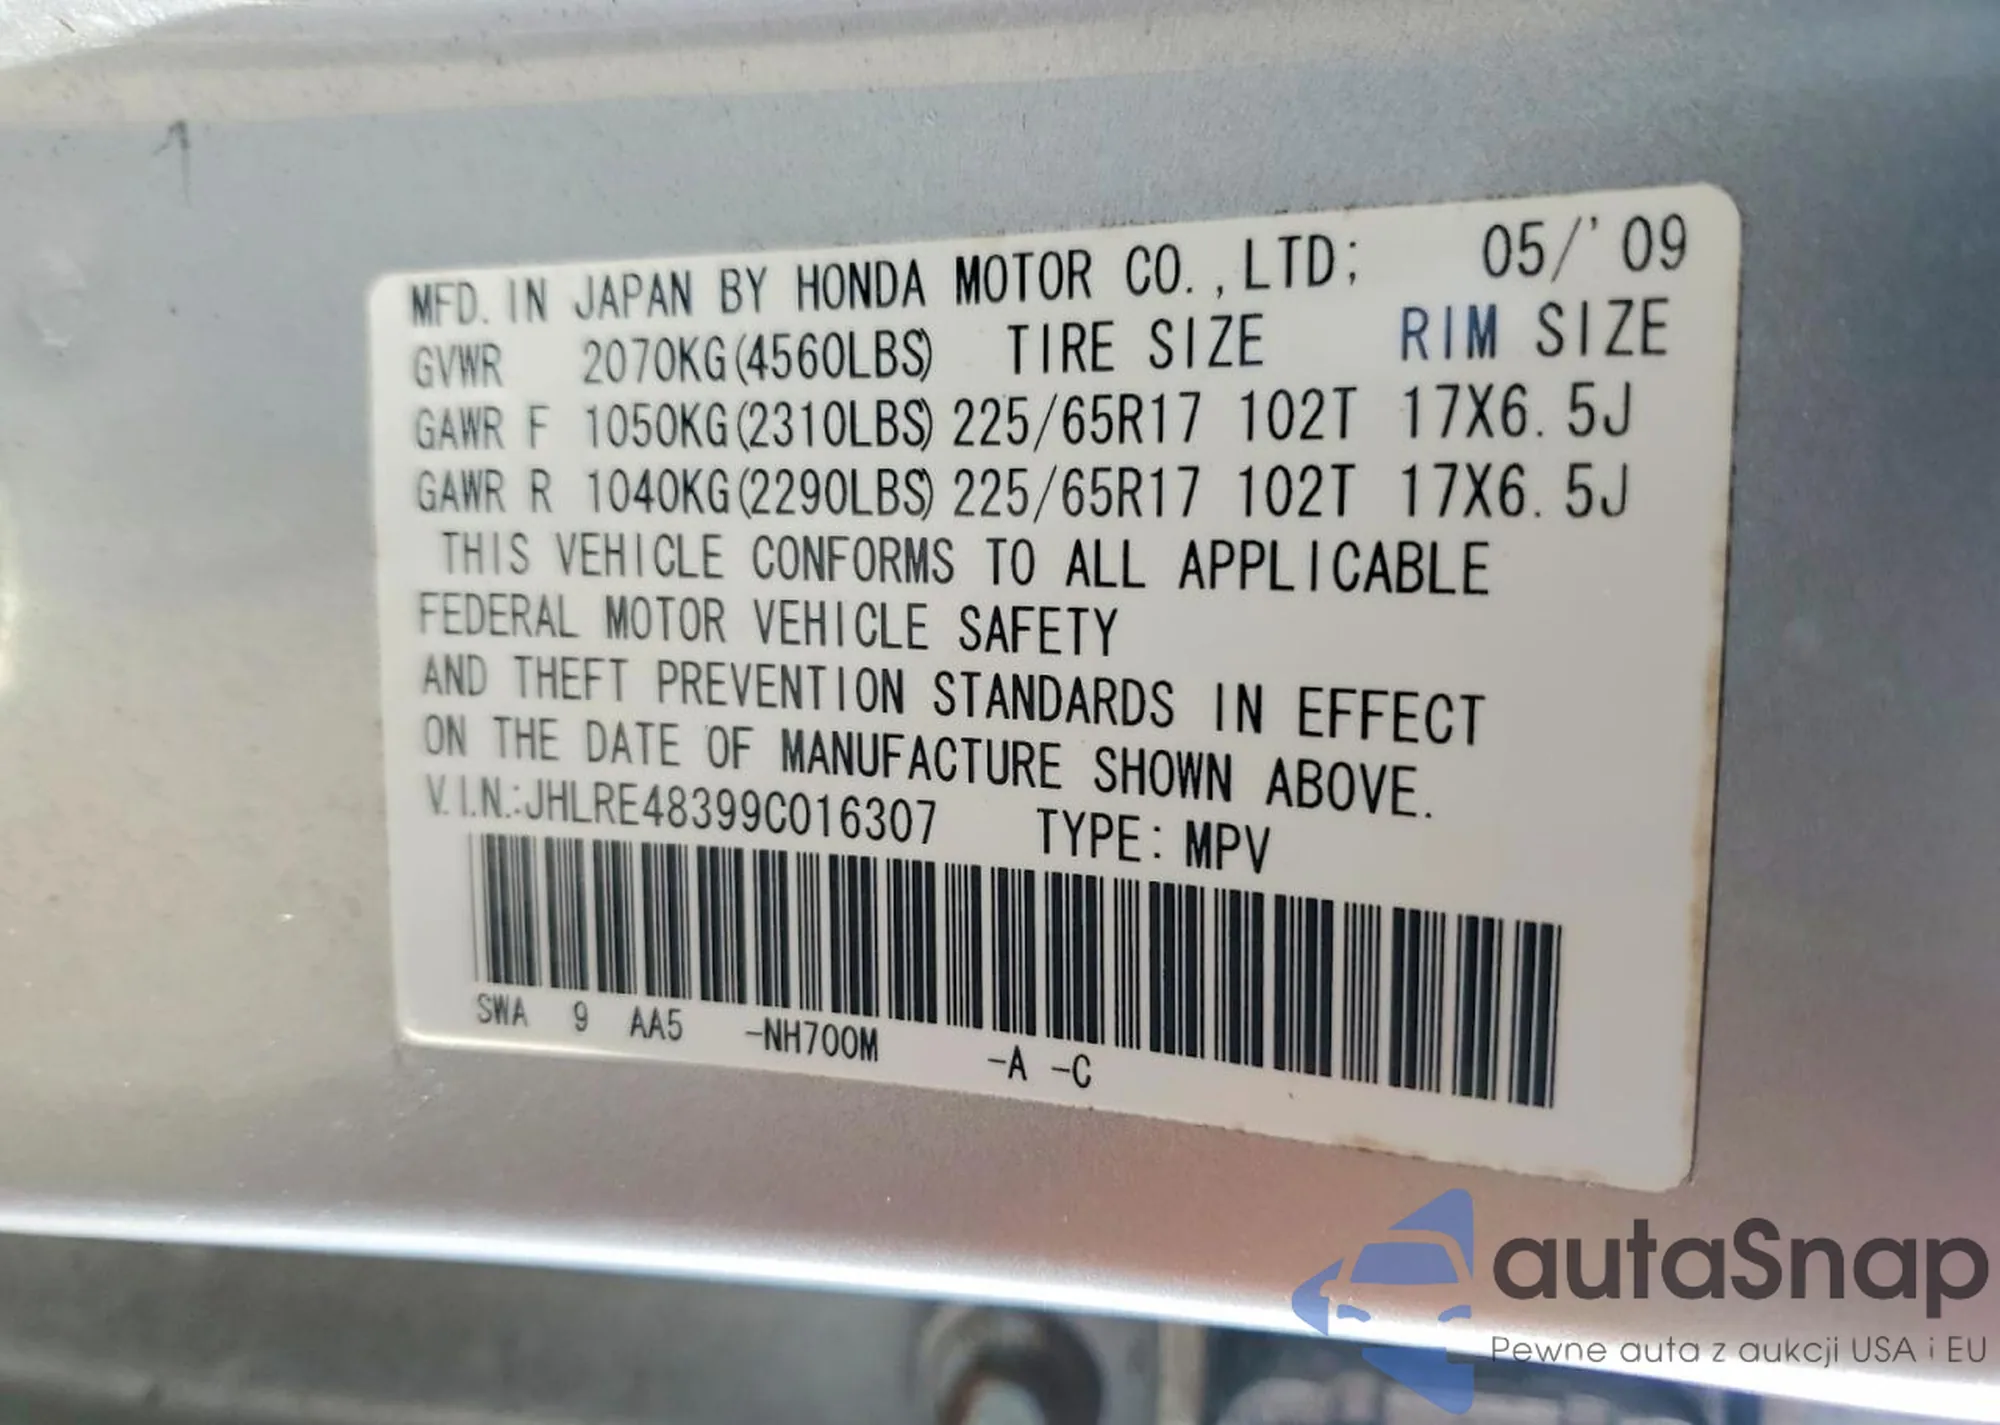 MFD. IN JAPAN BY HONDA MOTOR CO.,LTD; 05/'09
GVWR 2070KG(4560LBS) TIRE SIZE RIM SIZE
GAWR F 1050KG(2310LBS) 225/65R17 102T 17X6.5J
GAWR R 1040KG(2290LBS) 225/65R17 102T 17X6.5J
THIS VEHICLE CONFORMS TO ALL APPLICABLE
FEDERAL MOTOR VEHICLE SAFETY
AND THEFT PREVENTION STANDARDS IN EFFECT
ON THE DATE OF MANUFACTURE SHOWN ABOVE.
V.I.N.:JHLRE48399C016307 TYPE: MPV
SWA 9 AA5 -NH700M -A -C
autaSnap
Pewne auta z aukcji USA i EU